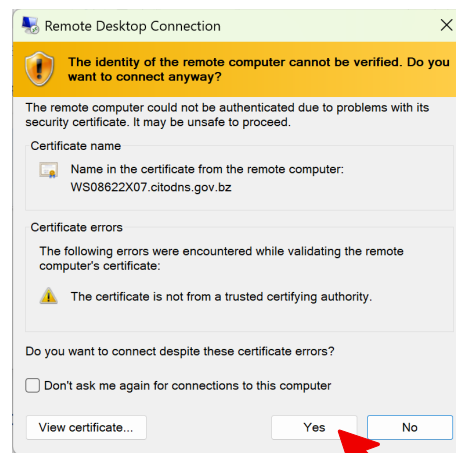 Remote Desktop Connection
The identity of the remote computer cannot be verified. Do you
want to connect anyway?
The remote computer could not be authenticated due to problems with its
security certificate. It may be unsafe to proceed.
Certificate name
Name in the certificate from the remote computer:
WS08622X07.citodns.gov.bz
Certificate errors
The following errors were encountered while validating the remote
computer's certificate:
The certificate is not from a trusted certifying authority.
Do you want to connect despite these certificate errors?
Don't ask me again for connections to this computer
View certificate... Yes No